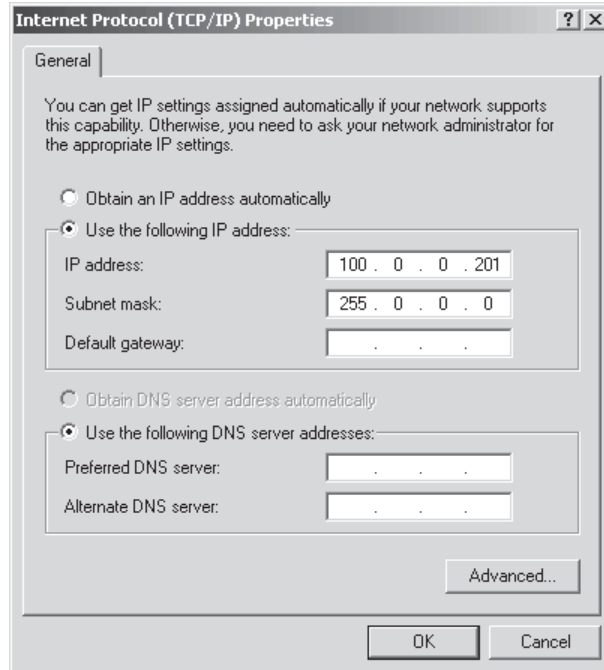 Internet Protocol (TCP/IP) Properties
General
You can get IP settings assigned automatically if your network supports
this capability. Otherwise, you need to ask your network administrator for
the appropriate IP settings.
Obtain an IP address automatically
Use the following IP address:
IP address: 100 . 0 . 0 . 201
Subnet mask: 255 . 0 . 0 . 0
Default gateway: . . .
Obtain DNS server address automatically
Use the following DNS server addresses:
Preferred DNS server: . . .
Alternate DNS server: . . .
Advanced...
OK Cancel